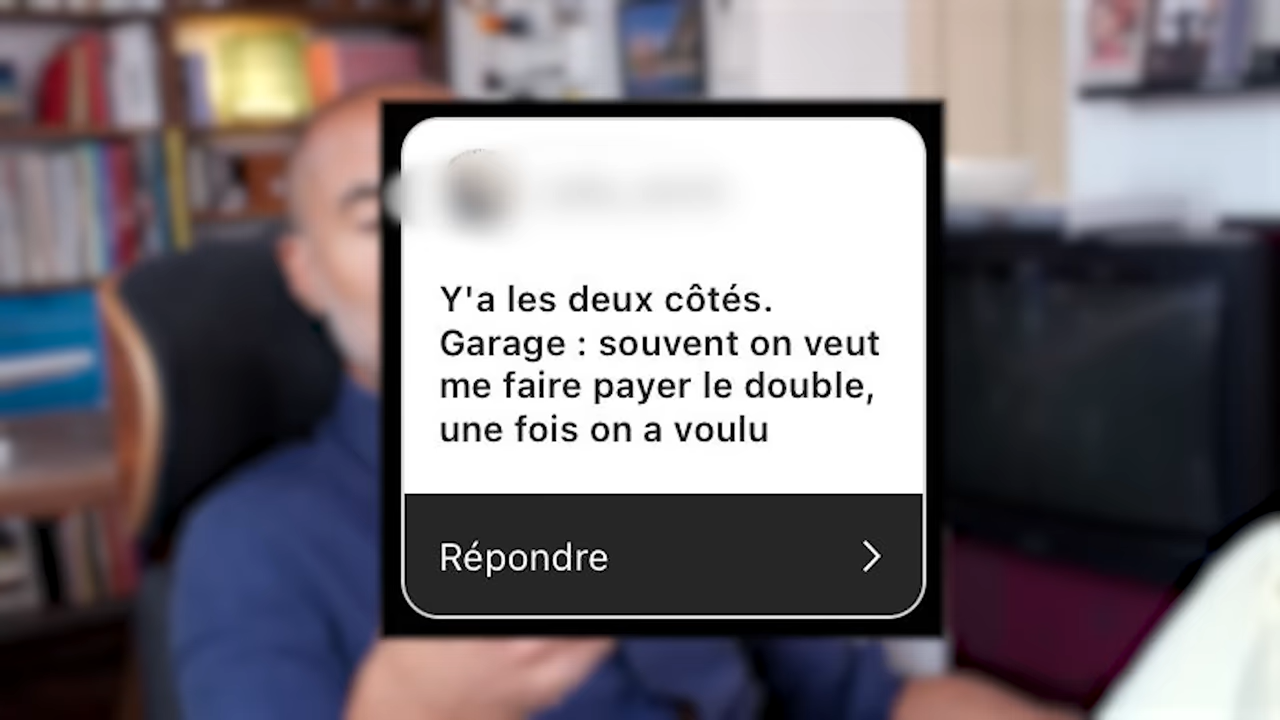 Y'a les deux côtés.
Garage : souvent on veut
me faire payer le double,
une fois on a voulu
Répondre